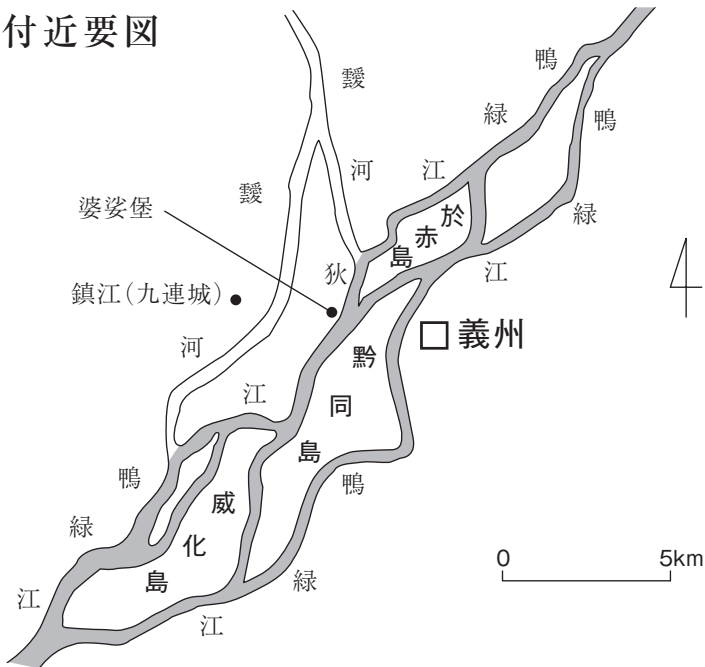 付近要図
靉
河
靉
河
婆娑堡
鎮江(九連城)
狄
江
鴨
緑
江
鴨
緑
江
於
赤
島
義州
黔
同
島
鴨
緑
江
威
化
島
鴨
緑
江
0 5km